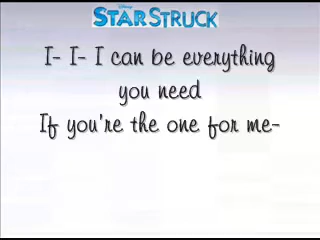 STARSTRUCK
I- I- I can be everything
you need
If you're the one for me-